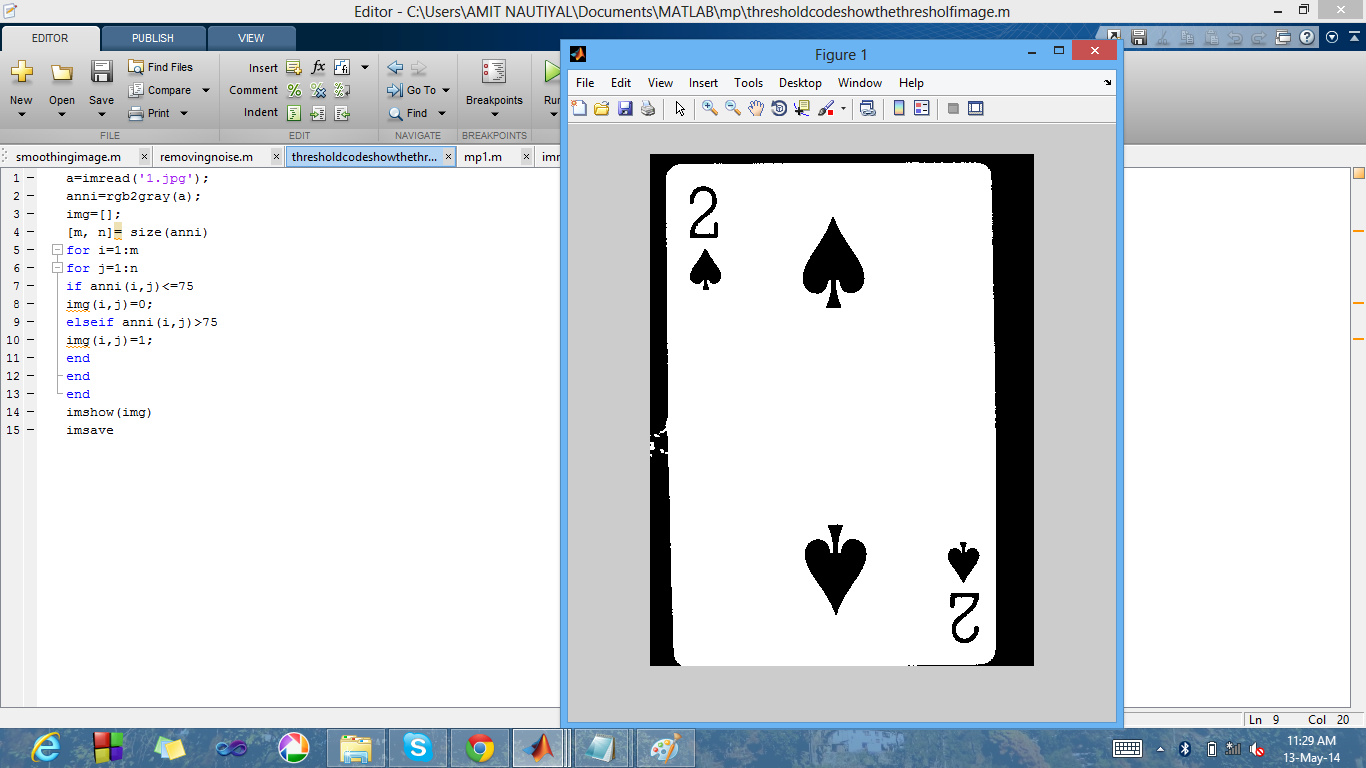 Editor - C:\Users\AMIT NAUTIYAL\Documents\MATLAB\mp\thresholdcodeshowthethresholfimage.m
EDITOR PUBLISH VIEW
New Open Save
Find Files
Compare
Print
Insert fx
Comment
Indent
Go To
Find
Breakpoints
Run
FILE EDIT NAVIGATE BREAKPOINTS
smoothingimage.m removingnoise.m thresholdcodeshowthethr... mp1.m imr
1 a=imread('1.jpg');
2 anni=rgb2gray(a);
3 img=[];
4 [m, n]= size(anni)
5 for i=1:m
6 for j=1:n
7 if anni(i,j)<=75
8 img(i,j)=0;
9 elseif anni(i,j)>75
10 img(i,j)=1;
11 end
12 end
13 end
14 imshow(img)
15 imsave
Figure 1
File Edit View Insert Tools Desktop Window Help
2
2
Ln 9 Col 20
11:29 AM
13-May-14